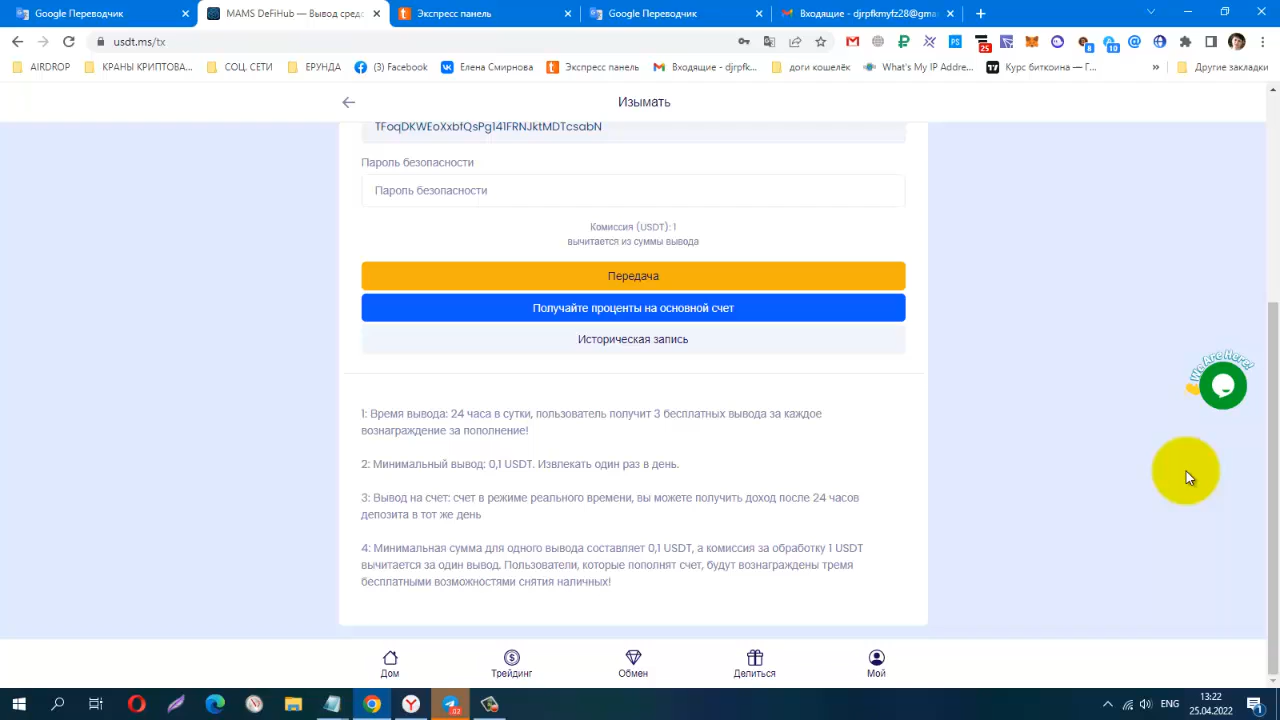 Google Переводчик
MAMS DeFiHub — Вывод сред
Экспресс панель
Google Переводчик
Входящие - djrpfkmyfz28@gma
usdt.ms/tx
25
8
10
AIRDROP
КРАНЫ КРИПТОВА...
СОЦ. СЕТИ
ЕРУНДА
(3) Facebook
Елена Смирнова
Экспресс панель
Входящие - djrpfk...
доги кошелёк
What's My IP Addre...
Курс биткоина — Г...
»
Другие закладки
Изымать
TFoqDKWEoXxbfQsPg141FRNJktMDTcsabN
Пароль безопасности
Пароль безопасности
Комиссия (USDT): 1
вычитается из суммы вывода
Передача
Получайте проценты на основной счет
Историческая запись
We Are Here!
1: Время вывода: 24 часа в сутки, пользователь получит 3 бесплатных вывода за каждое
вознаграждение за пополнение!
2: Минимальный вывод: 0,1 USDT. Извлекать один раз в день.
3: Вывод на счет: счет в режиме реального времени, вы можете получить доход после 24 часов
депозита в тот же день
4: Минимальная сумма для одного вывода составляет 0,1 USDT, а комиссия за обработку 1 USDT
вычитается за один вывод. Пользователи, которые пополнят счет, будут вознаграждены тремя
бесплатными возможностями снятия наличных!
Дом
Трейдинг
Обмен
Делиться
Мой
ENG
13:22
25.04.2022